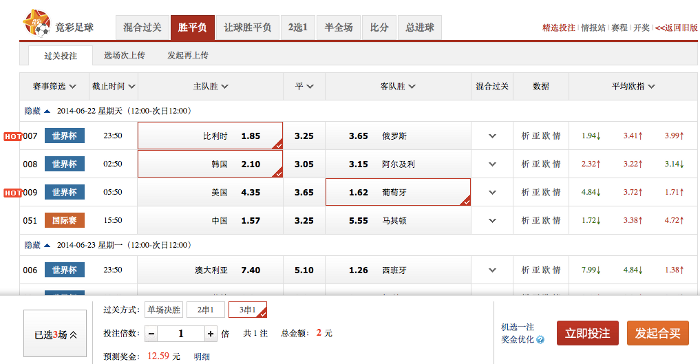 竞彩足球 混合过关 胜平负 让球胜平负 2选1 半全场 比分 总进球 精选投注 | 情报站 | 赛程 | 开奖 | <<返回旧版
过关投注 选场次上传 发起再上传
赛事筛选 截止时间 主队胜 平 客队胜 混合过关 数据 平均欧指
隐藏 2014-06-22 星期天 (12:00-次日12:00)
HOT 007 世界杯 23:50 比利时 1.85 3.25 3.65 俄罗斯 析 亚 欧 情 1.94↓ 3.41↑ 3.99↑
008 世界杯 02:50 韩国 2.10 3.05 3.15 阿尔及利 析 亚 欧 情 2.32↑ 3.22↑ 3.14↓
HOT 009 世界杯 05:50 美国 4.35 3.65 1.62 葡萄牙 析 亚 欧 情 4.84↓ 3.72↑ 1.71↑
051 国际赛 15:50 中国 1.57 3.25 5.55 马其顿 析 亚 欧 情 1.72↓ 3.38↑ 4.72↑
隐藏 2014-06-23 星期一 (12:00-次日12:00)
006 世界杯 23:50 澳大利亚 7.40 5.10 1.26 西班牙 析 亚 欧 情 7.99↓ 4.84↓ 1.38↑
已选3场
过关方式: 单场决胜 2串1 3串1
投注倍数: − 1 + 倍 共 1 注 总金额: 2 元
预测奖金: 12.59 元 明细
机选一注
奖金优化
立即投注 发起合奖